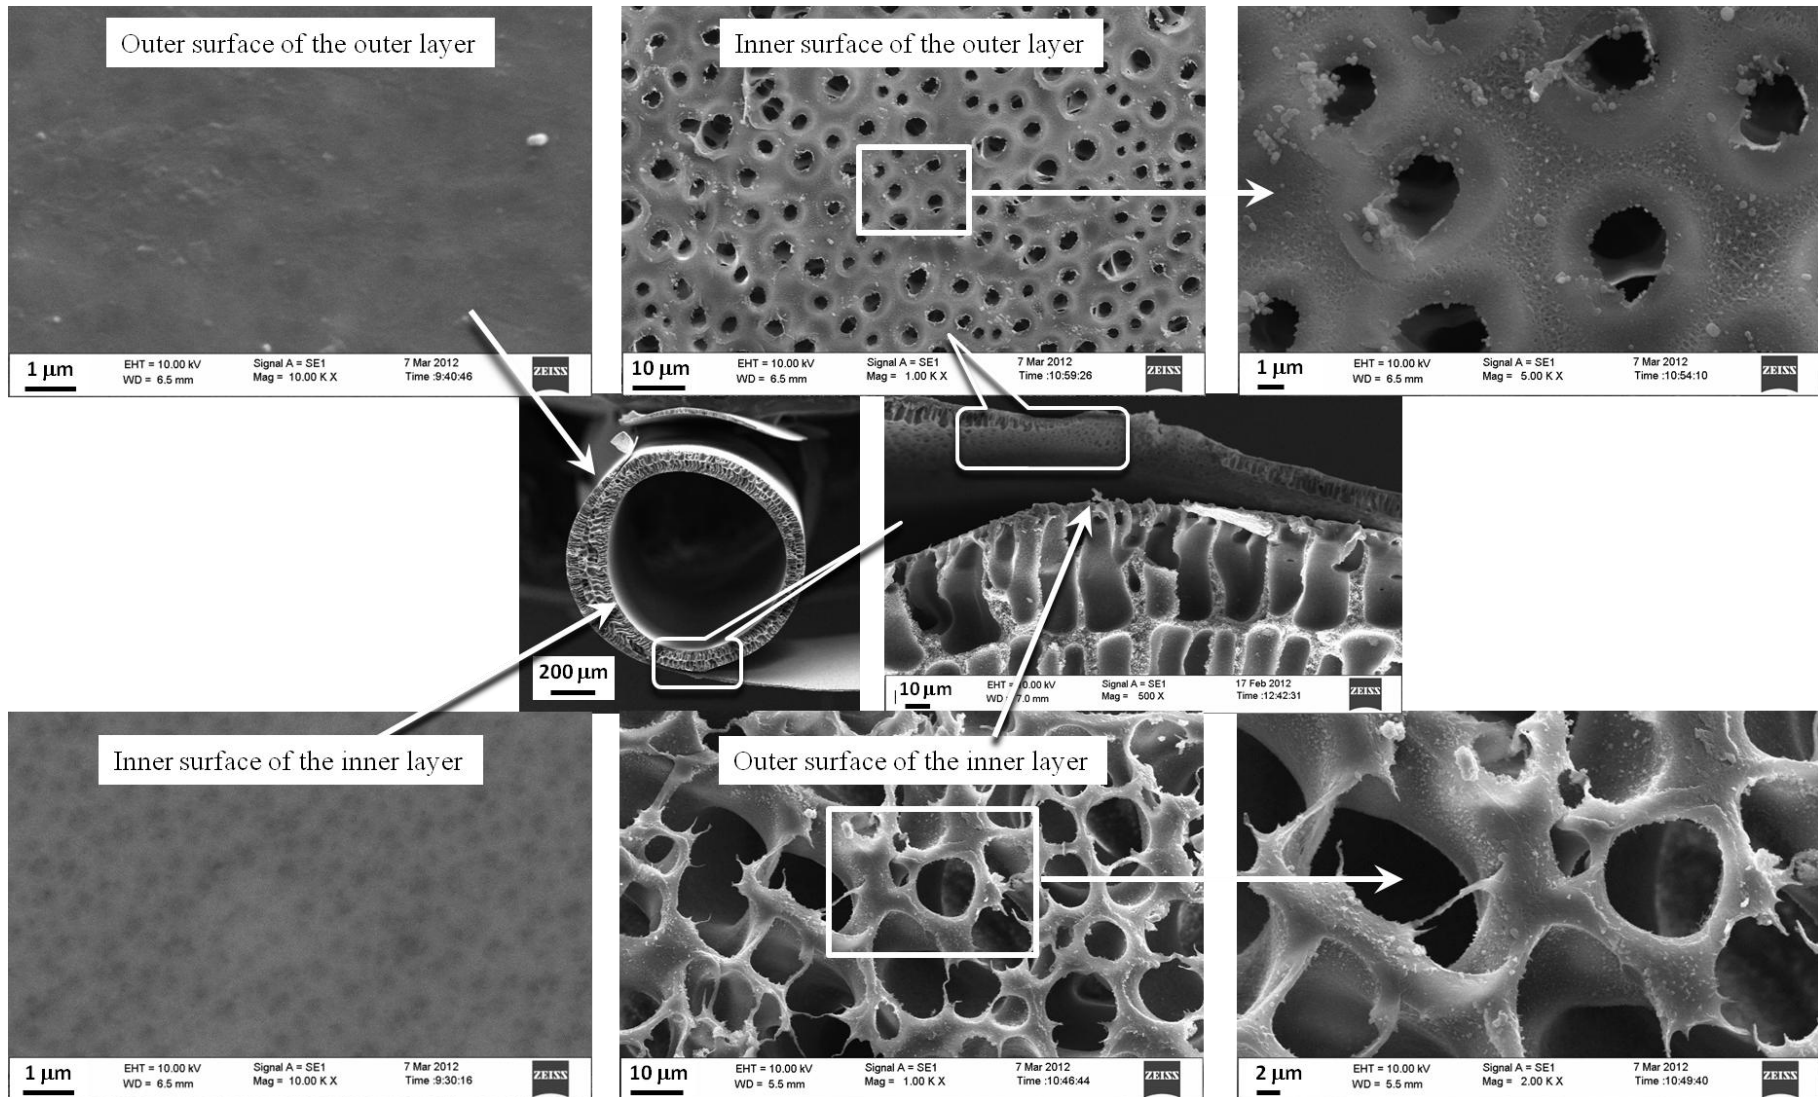 Outer surface of the outer layer
1 µm
EHT = 10.00 kV Signal A = SE1 7 Mar 2012
WD = 6.5 mm Mag = 10.00 K X Time :9:40:46
ZEISS
Inner surface of the outer layer
10 µm
EHT = 10.00 kV Signal A = SE1 7 Mar 2012
WD = 6.5 mm Mag = 1.00 K X Time :10:59:26
ZEISS
1 µm
EHT = 10.00 kV Signal A = SE1 7 Mar 2012
WD = 6.5 mm Mag = 5.00 K X Time :10:54:10
ZEISS
200 µm
10 µm
EHT 10.00 kV Signal A = SE1 17 Feb 2012
WD = 7.0 mm Mag = 500 X Time :12:42:31
ZEISS
Inner surface of the inner layer
1 µm
EHT = 10.00 kV Signal A = SE1 7 Mar 2012
WD = 6.5 mm Mag = 10.00 K X Time :9:30:16
ZEISS
Outer surface of the inner layer
10 µm
EHT = 10.00 kV Signal A = SE1 7 Mar 2012
WD = 5.5 mm Mag = 1.00 K X Time :10:46:44
ZEISS
2 µm
EHT = 10.00 kV Signal A = SE1 7 Mar 2012
WD = 5.5 mm Mag = 2.00 K X Time :10:49:40
ZEISS